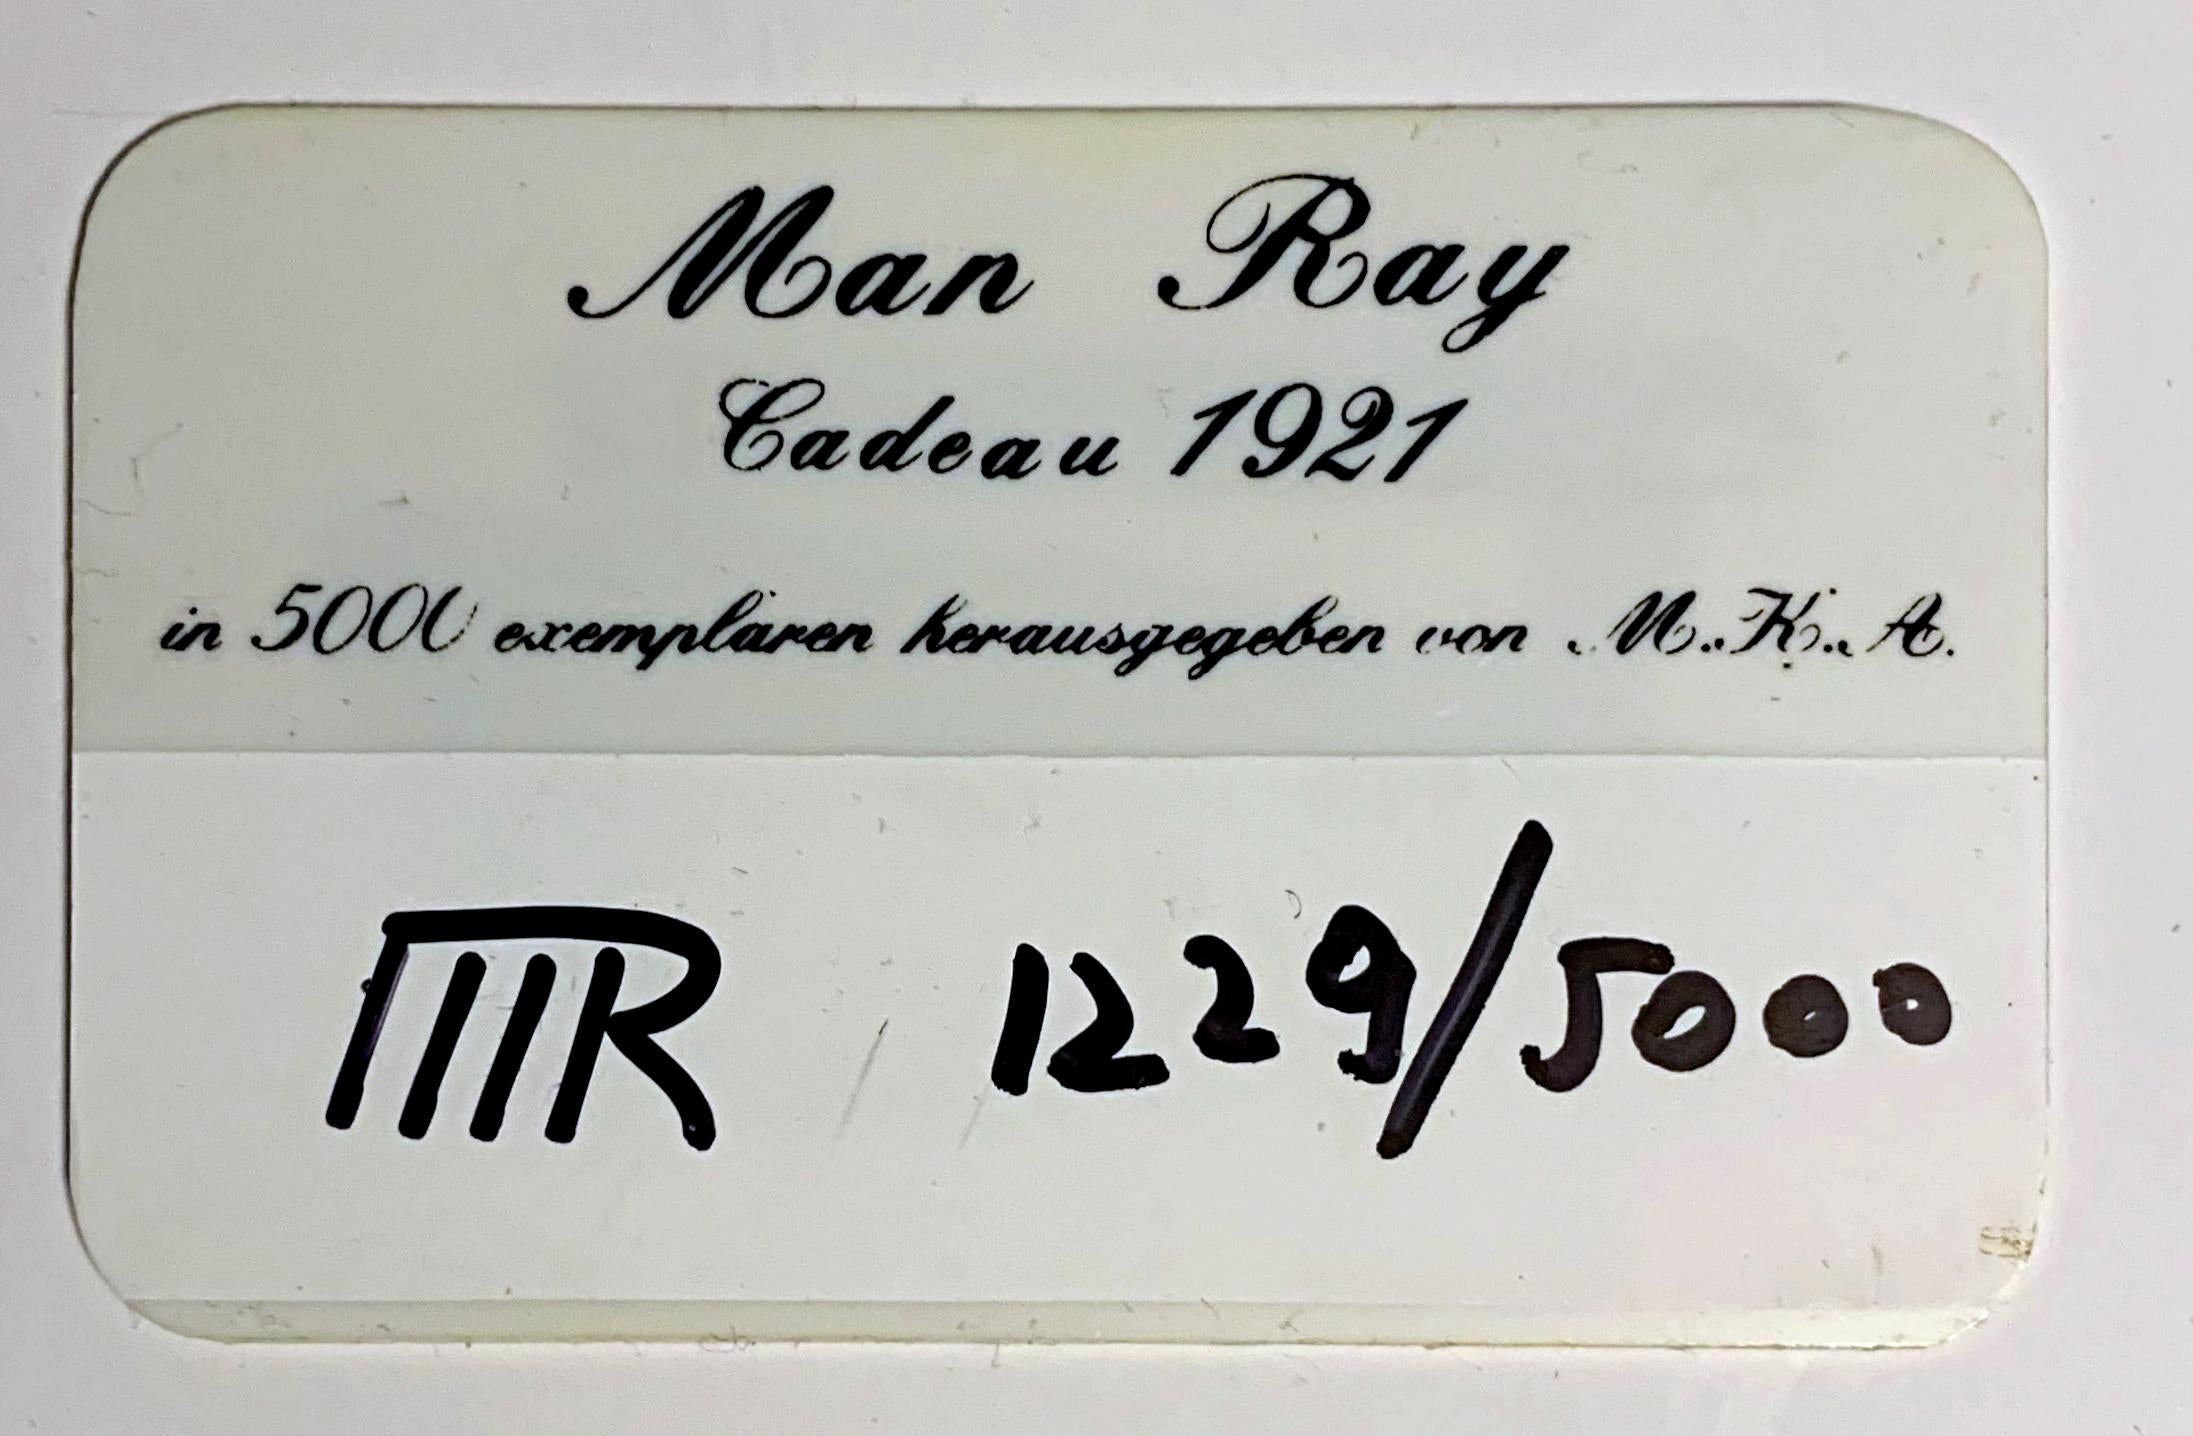 Man Ray
Cadeau 1921
in 5000 exemplaren herausgegeben von M.K.A.
MR 1229/5000